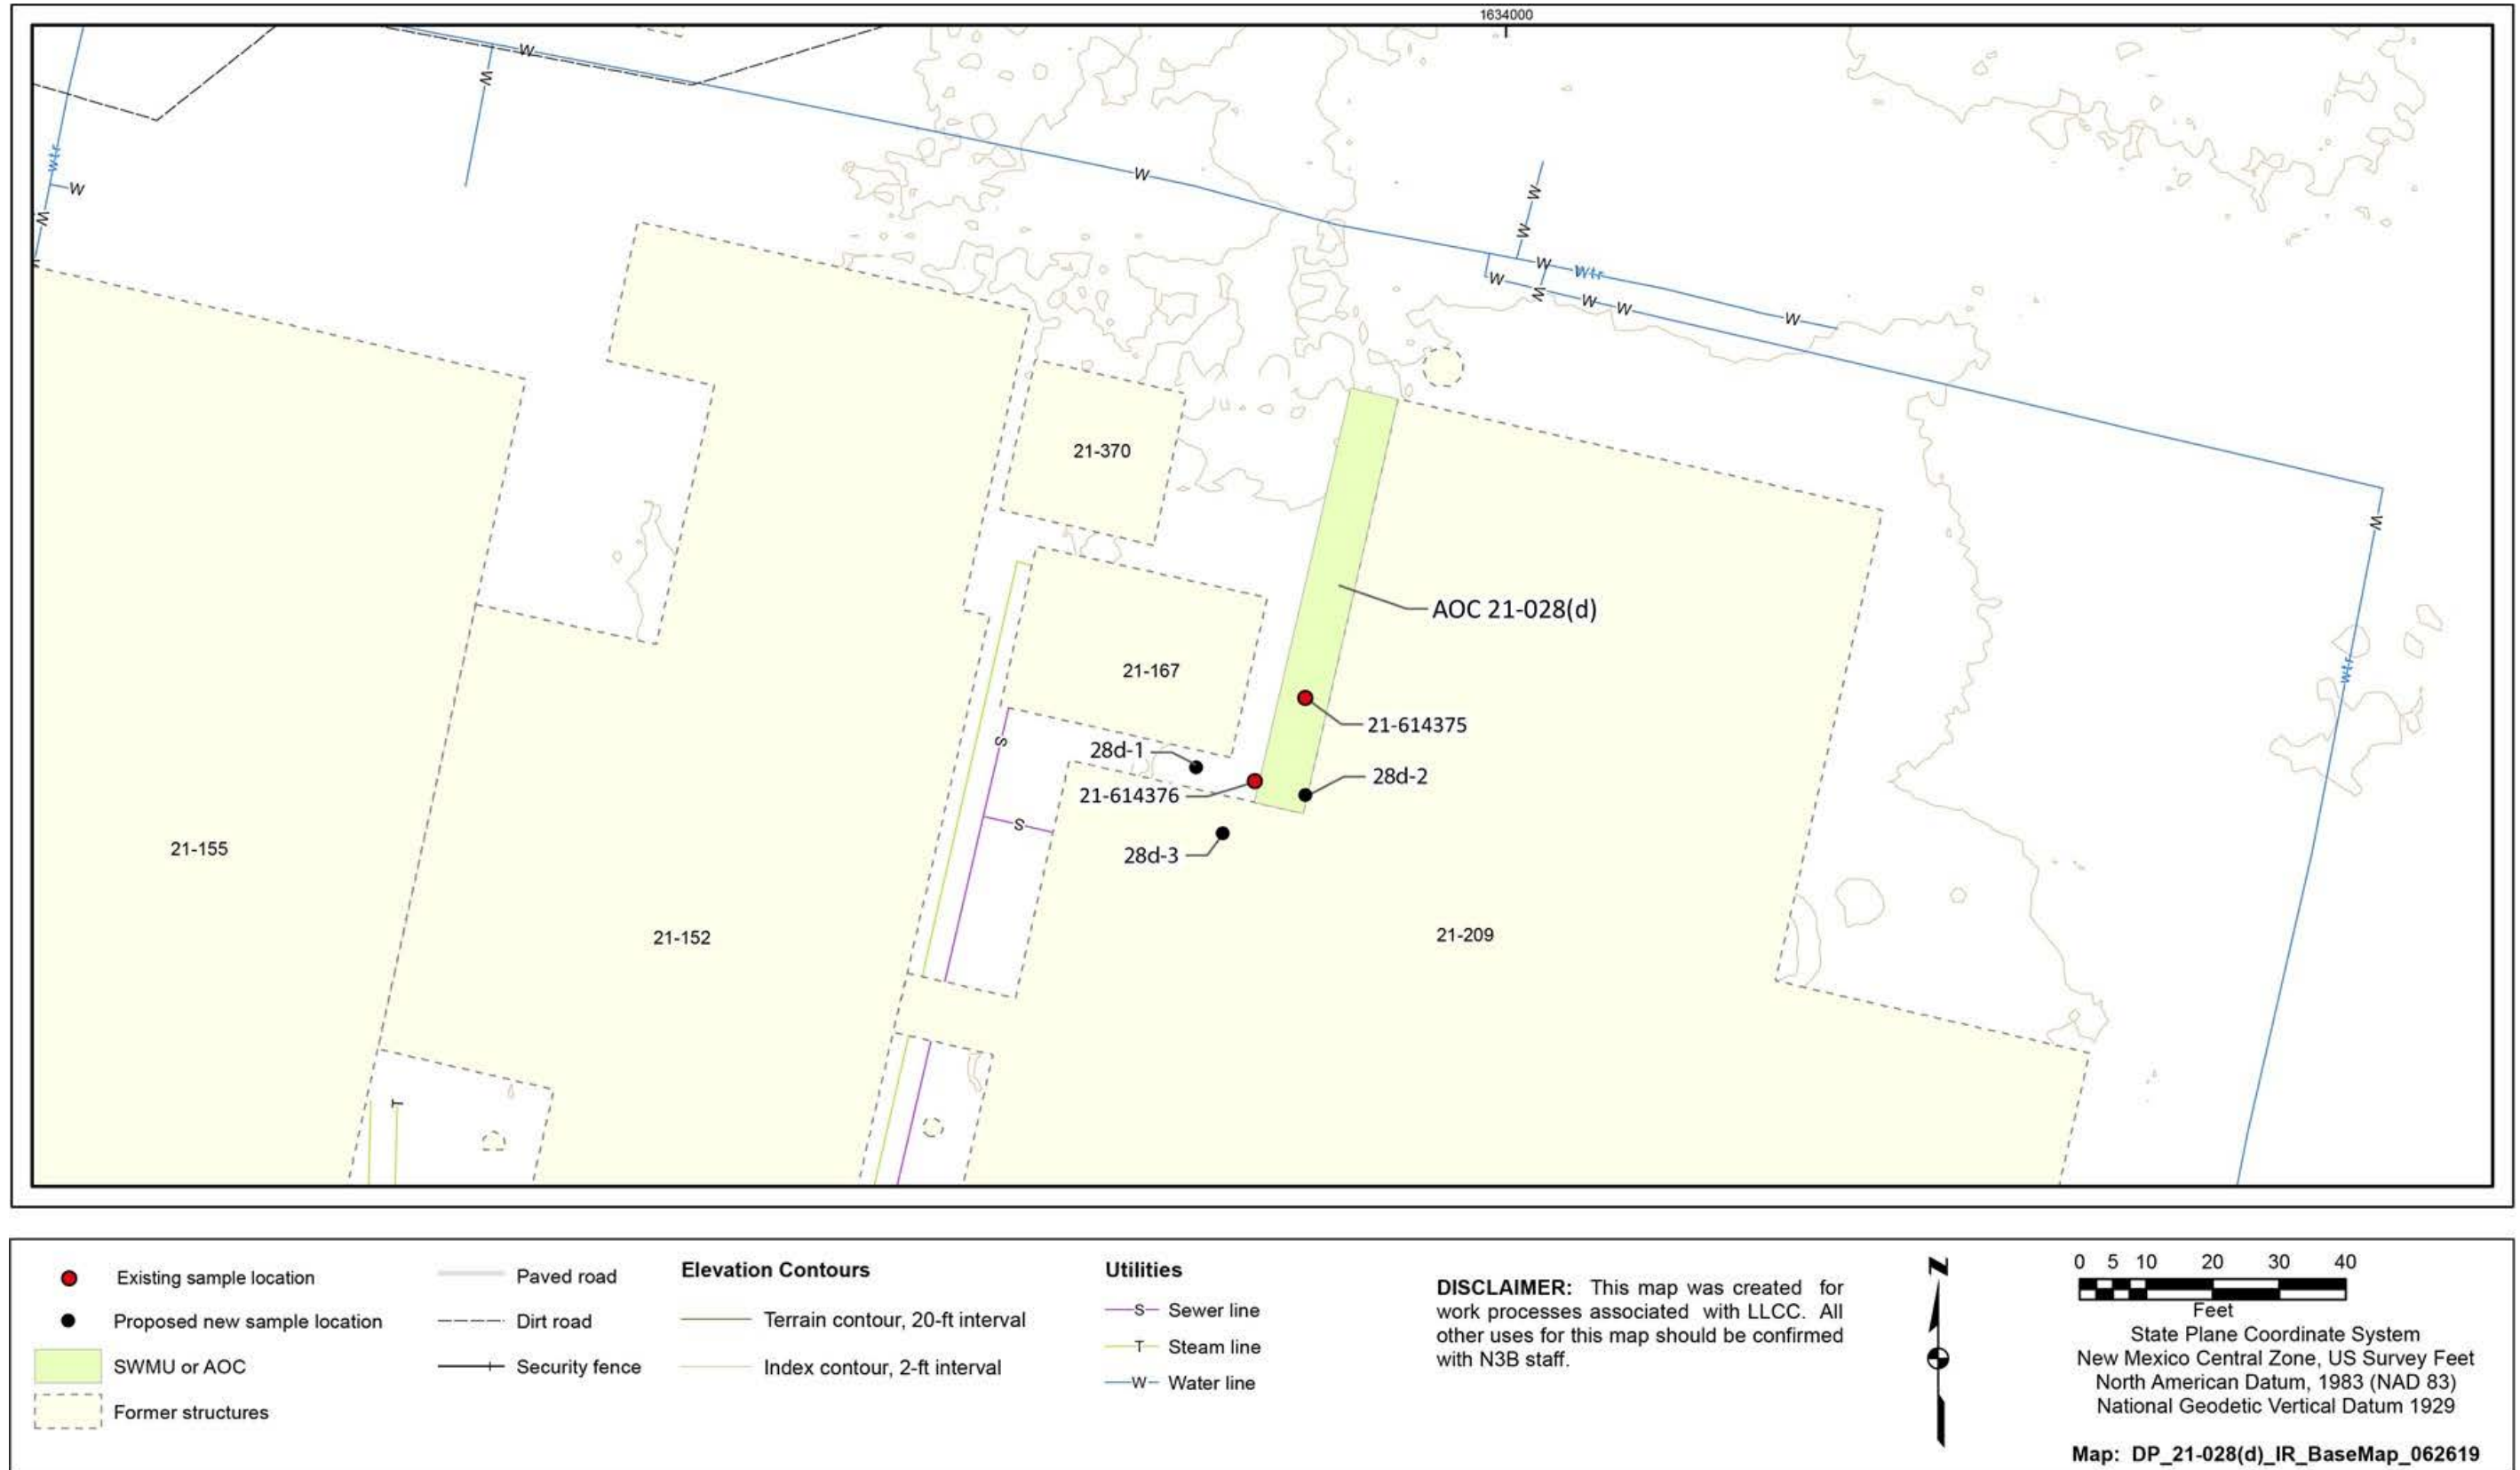 1634000
W
W
wtr
W
W
W
W
W
W
Wtr
W
W
W
W
W
21-370
W
AOC 21-028(d)
wtr
21-167
21-614375
S
28d-1
28d-2
21-614376
S
21-155
28d-3
21-152
21-209
T
Existing sample location
Proposed new sample location
SWMU or AOC
Former structures
Paved road
Dirt road
Security fence
Elevation Contours
Terrain contour, 20-ft interval
Index contour, 2-ft interval
Utilities
S Sewer line
T Steam line
W Water line
DISCLAIMER: This map was created for
work processes associated with LLCC. All
other uses for this map should be confirmed
with N3B staff.
N
0 5 10 20 30 40
Feet
State Plane Coordinate System
New Mexico Central Zone, US Survey Feet
North American Datum, 1983 (NAD 83)
National Geodetic Vertical Datum 1929
Map: DP_21-028(d)_IR_BaseMap_062619